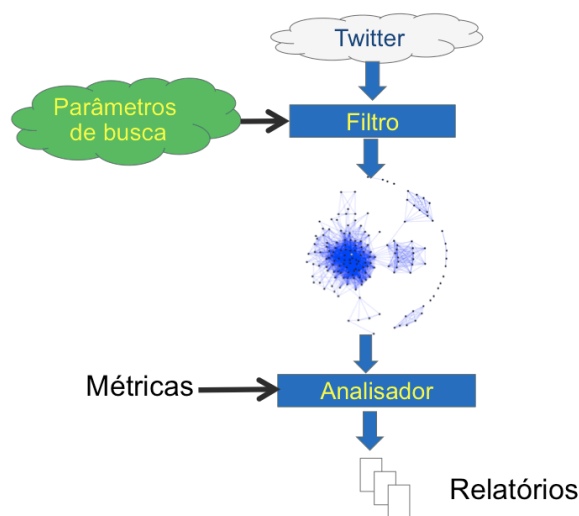 Twitter
Parâmetros
de busca
Filtro
Métricas
Analisador
Relatórios